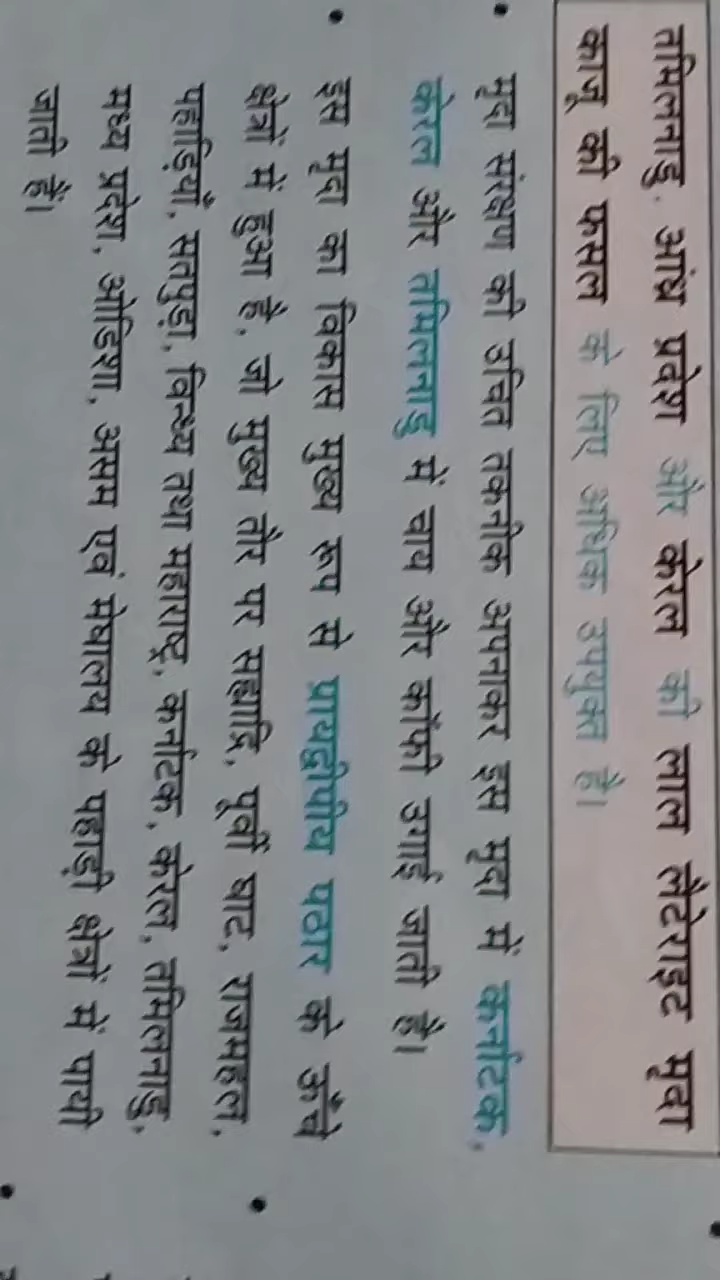 तमिलनाडु, आंध्र प्रदेश और केरल की लाल लैटेराइट मृदा
काजू की फसल के लिए अधिक उपयुक्त है।
• मृदा संरक्षण की उचित तकनीक अपनाकर इस मृदा में कर्नाटक,
केरल और तमिलनाडु में चाय और कॉफी उगाई जाती है।
• इस मृदा का विकास मुख्य रूप से प्रायद्वीपीय पठार के ऊँचे
क्षेत्रों में हुआ है, जो मुख्य तौर पर सह्याद्रि, पूर्वी घाट, राजमहल,
पहाड़ियाँ, सतपुड़ा, विन्ध्य तथा महाराष्ट्र, कर्नाटक, केरल, तमिलनाडु,
मध्य प्रदेश, ओडिशा, असम एवं मेघालय के पहाड़ी क्षेत्रों में पायी
जाती हैं।